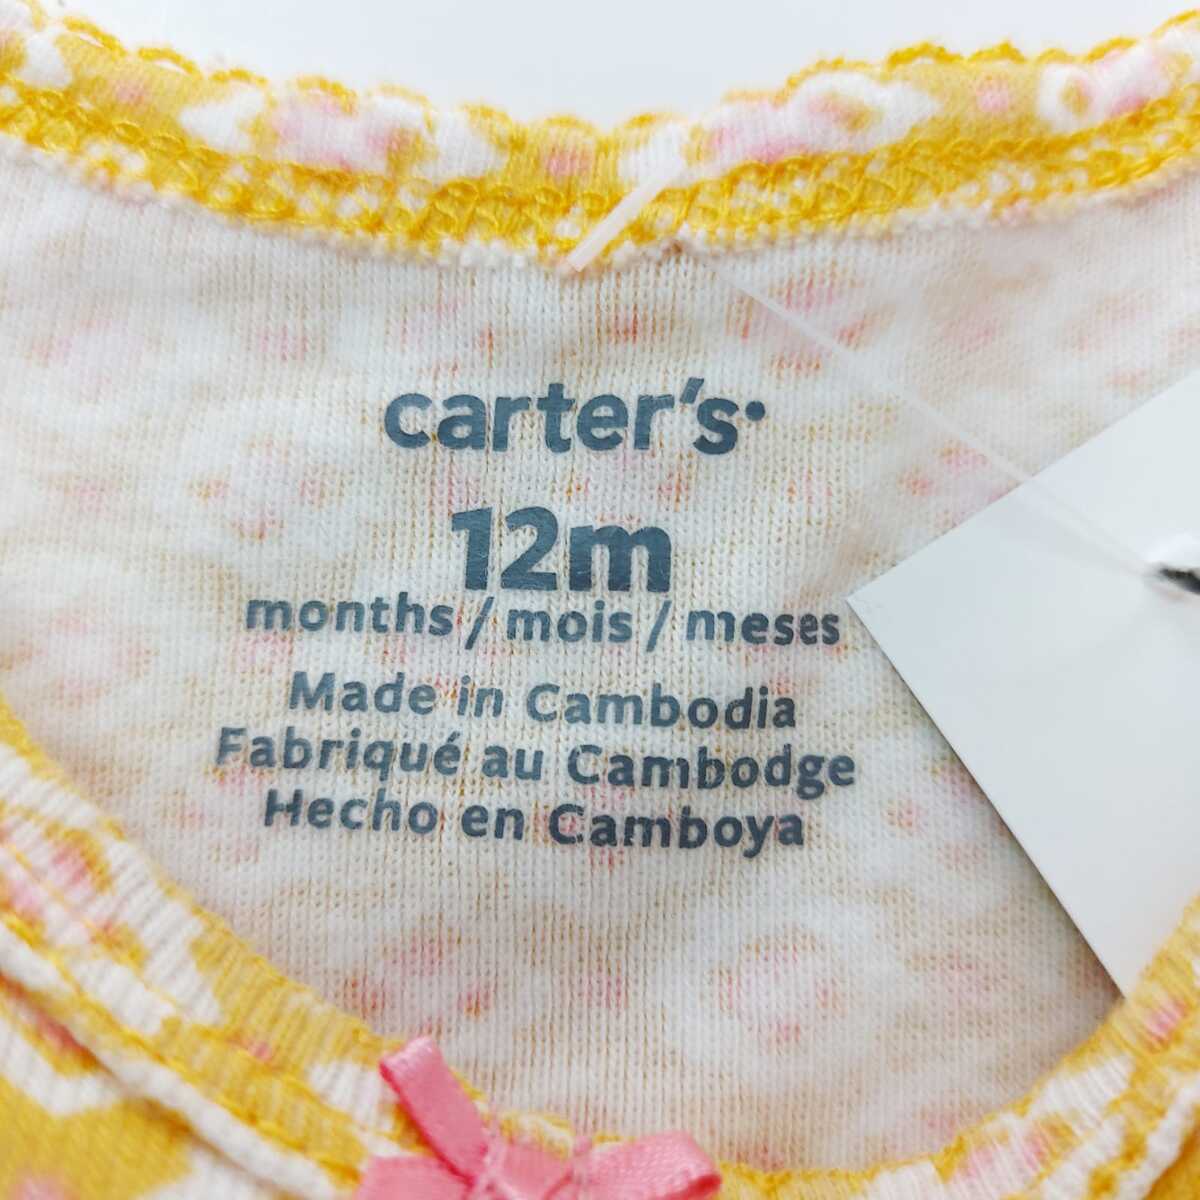 carter's
12m
months / mois / meses
Made in Cambodia
Fabriqué au Cambodge
Hecho en Camboya